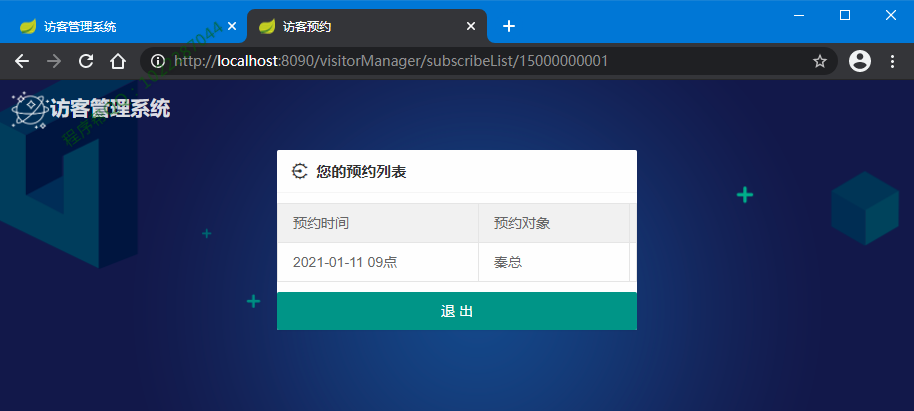 访客管理系统
访客预约
http://localhost:8090/visitorManager/subscribeList/15000000001
访客管理系统
您的预约列表
预约时间 预约对象
2021-01-11 09点 秦总
退 出